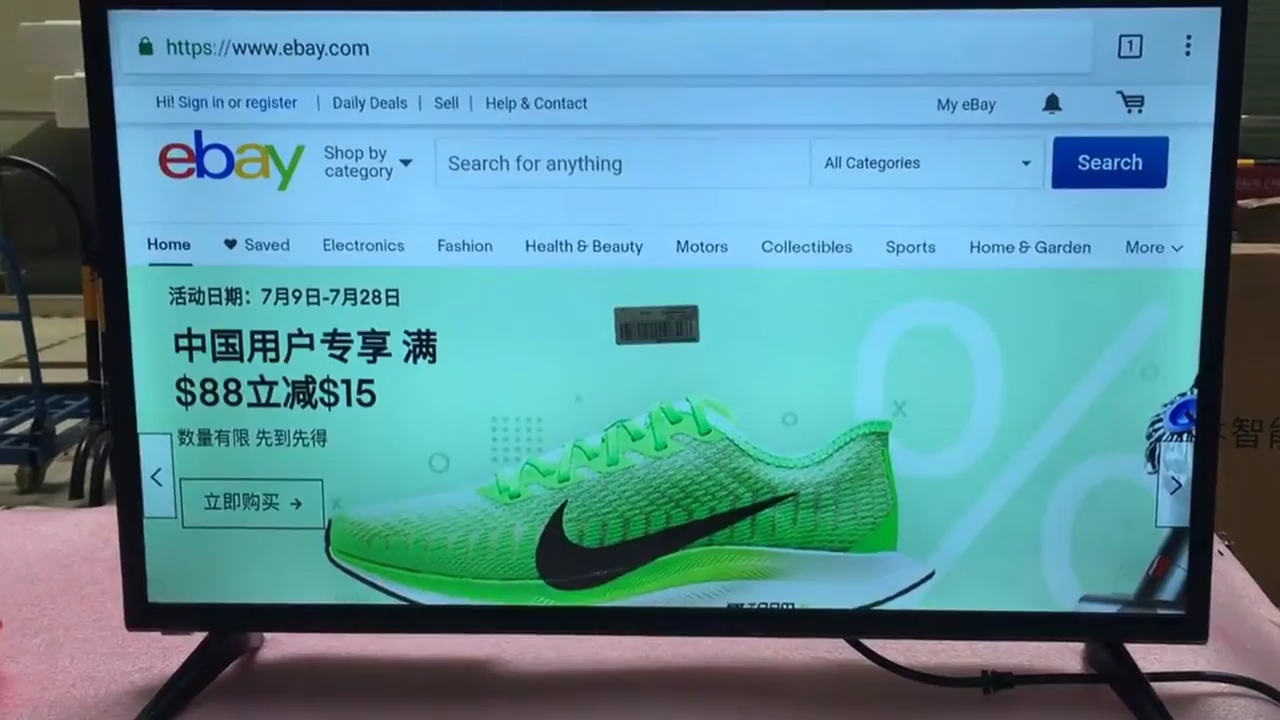 https://www.ebay.com
1
Hi! Sign in or register | Daily Deals | Sell | Help & Contact
My eBay
ebay
Shop by
category
Search for anything
All Categories
Search
Home
Saved
Electronics
Fashion
Health & Beauty
Motors
Collectibles
Sports
Home & Garden
More
活动日期：7月9日-7月28日
中国用户专享 满
$88立减$15
数量有限 先到先得
立即购买 →
智能